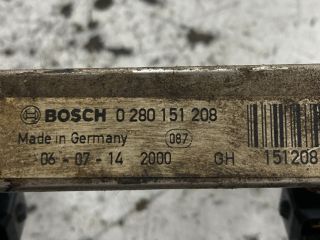 BOSCH 0 280 151 208
Made in Germany 087
06 - 07 - 14 2000 GH 151208